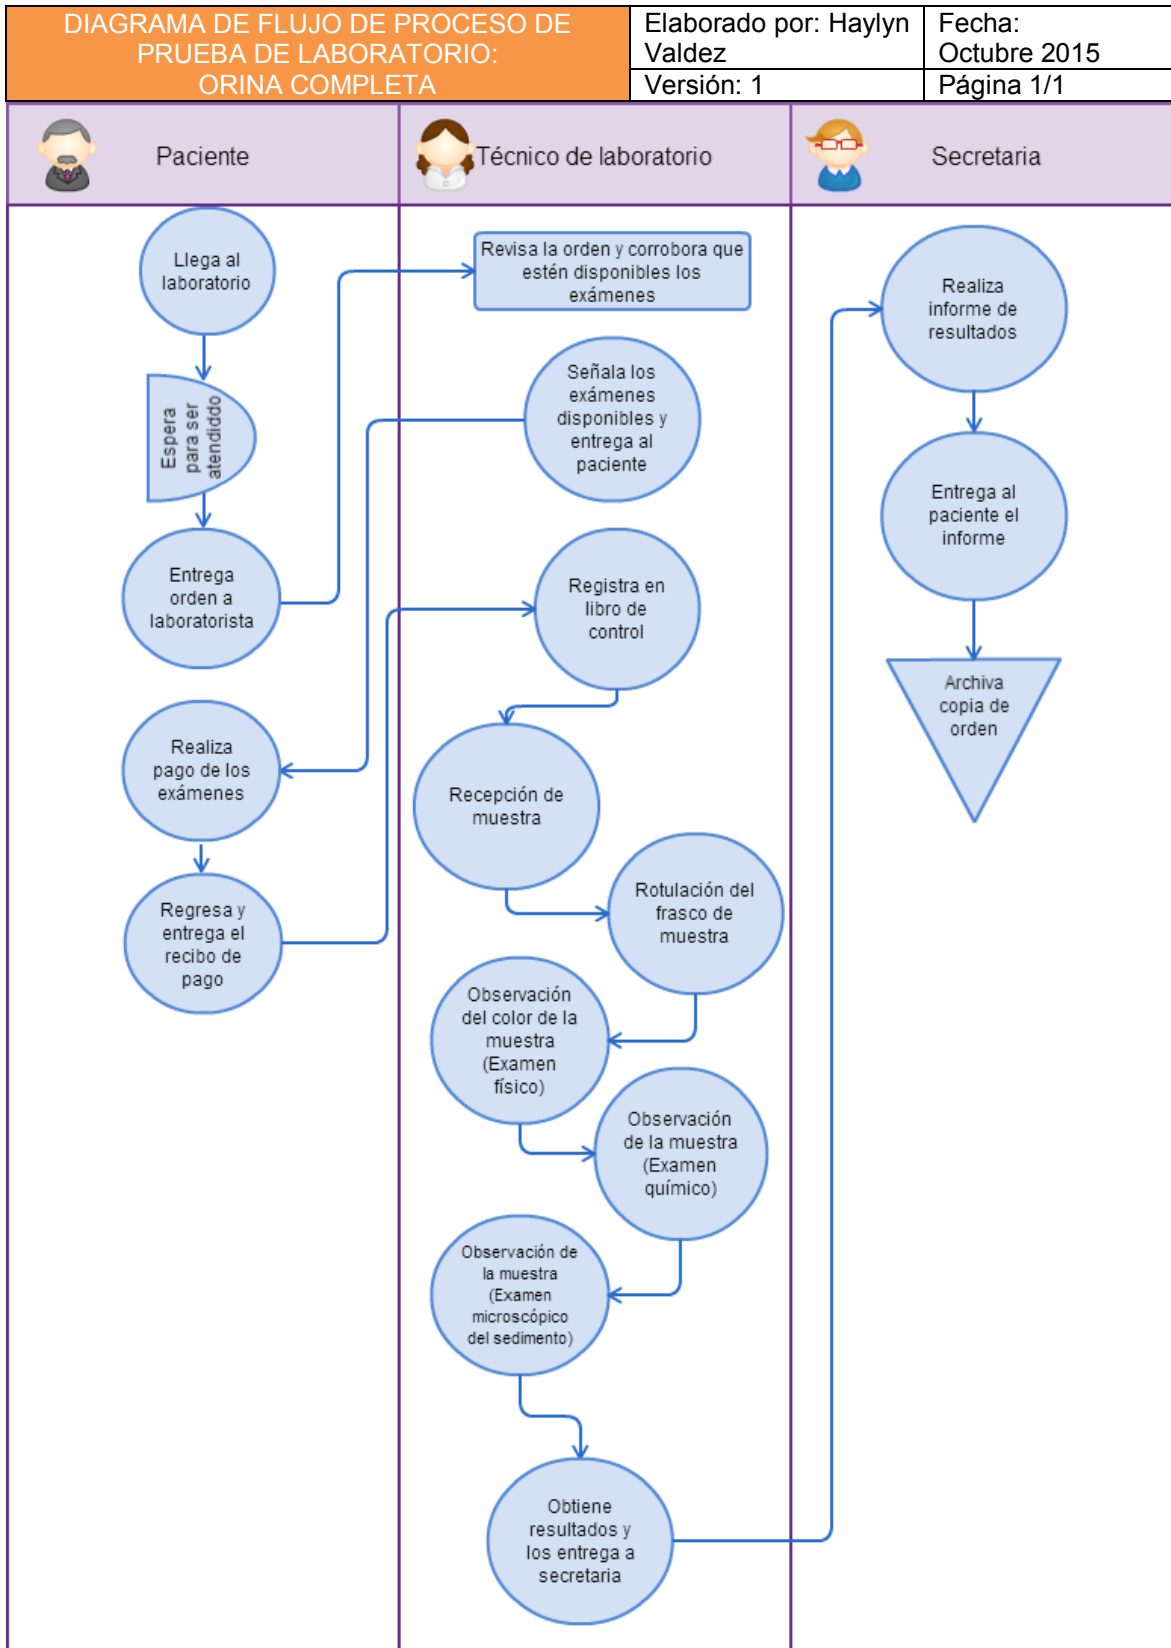 DIAGRAMA DE FLUJO DE PROCESO DE
PRUEBA DE LABORATORIO:
ORINA COMPLETA
Elaborado por: Haylyn
Valdez
Fecha:
Octubre 2015
Versión: 1
Página 1/1
Paciente
Técnico de laboratorio
Secretaria
Llega al
laboratorio
Espera
para ser
atendiddo
Entrega
orden a
laboratorista
Revisa la orden y corrobora que
estén disponibles los
exámenes
Señala los
exámenes
disponibles y
entrega al
paciente
Realiza
pago de los
exámenes
Regresa y
entrega el
recibo de
pago
Registra en
libro de
control
Recepción de
muestra
Rotulación del
frasco de
muestra
Observación
del color de la
muestra
(Examen
físico)
Observación
de la muestra
(Examen
químico)
Observación de
la muestra
(Examen
microscópico
del sedimento)
Obtiene
resultados y
los entrega a
secretaria
Realiza
informe de
resultados
Entrega al
paciente el
informe
Archiva
copia de
orden